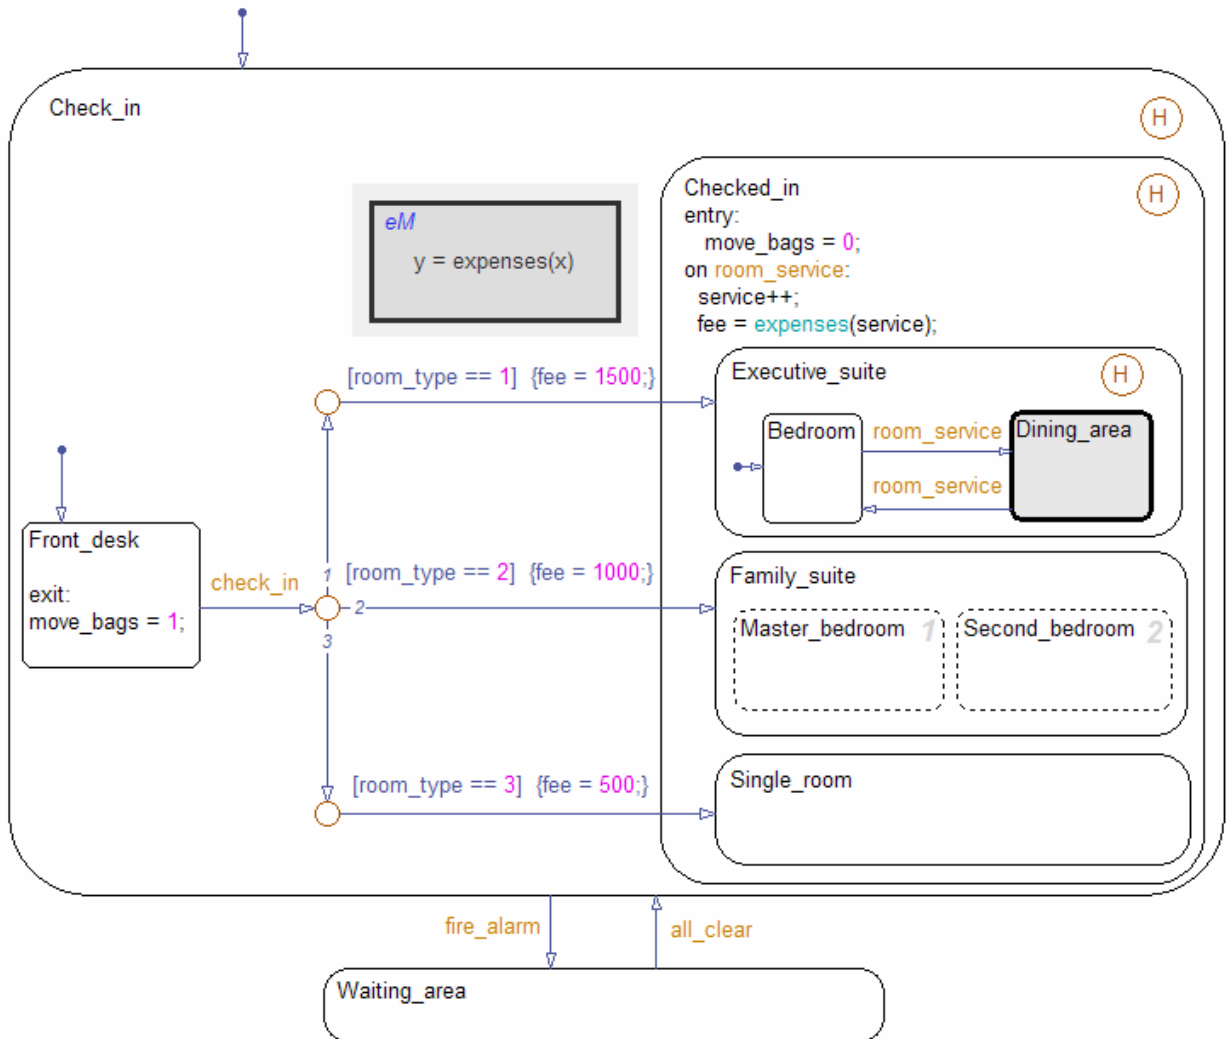 Check_in
H
Checked_in
H
entry:
move_bags = 0;
on room_service:
service++;
fee = expenses(service);
eM
y = expenses(x)
[room_type == 1] {fee = 1500;}
Executive_suite
H
Bedroom
room_service
Dining_area
room_service
Front_desk
exit:
move_bags = 1;
check_in
1
2
3
[room_type == 2] {fee = 1000;}
Family_suite
Master_bedroom 1
Second_bedroom 2
[room_type == 3] {fee = 500;}
Single_room
fire_alarm
all_clear
Waiting_area